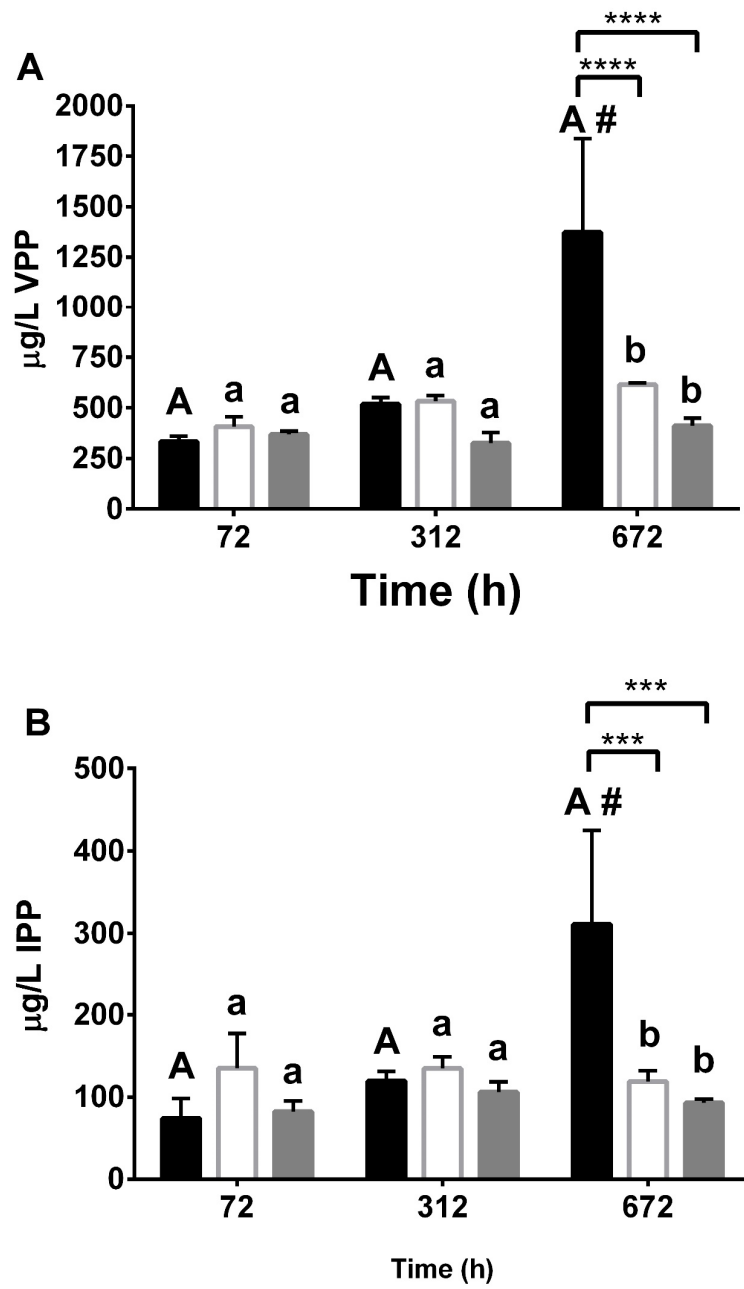 ****
A
****
2000
A #
1750
1500
1250
1000
750
500
250
0
µg/L VPP
A a a
A a a
b b
72 312 672
Time (h)
***
B
***
500
A #
400
300
200
100
0
µg/L IPP
A a a
A a a
b b
72 312 672
Time (h)